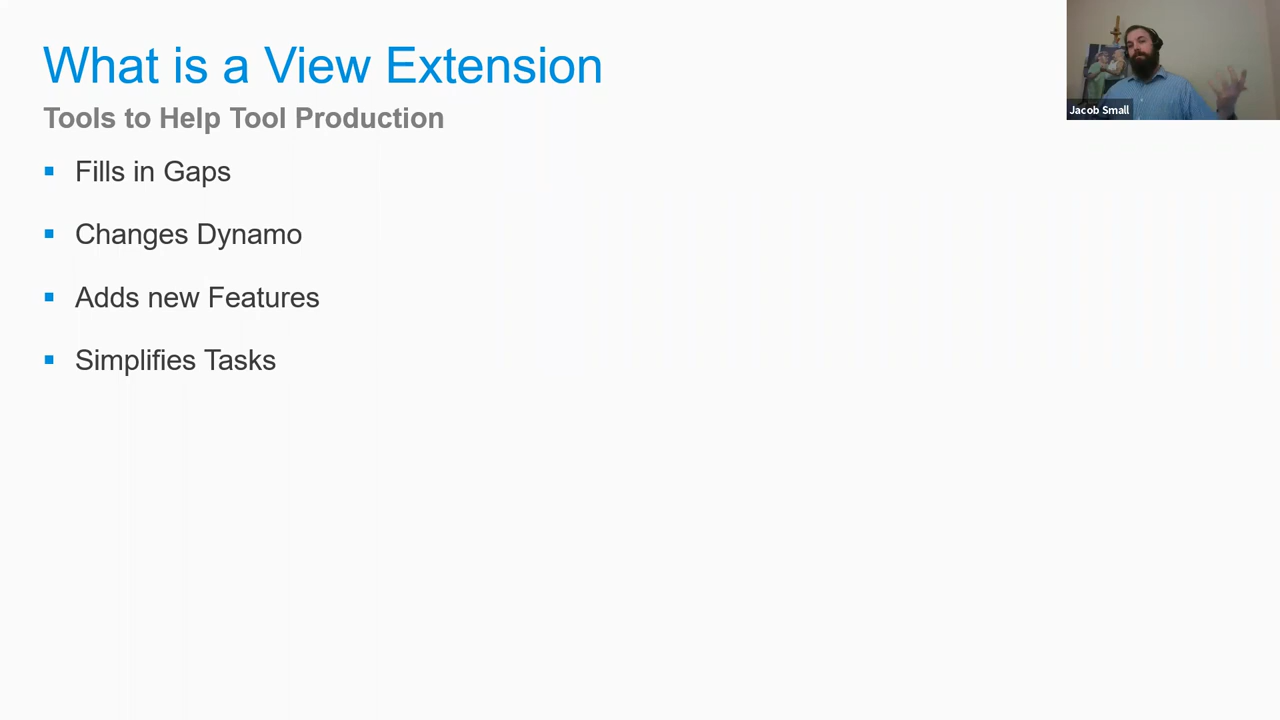 What is a View Extension
Tools to Help Tool Production
Fills in Gaps
Changes Dynamo
Adds new Features
Simplifies Tasks
Jacob Small